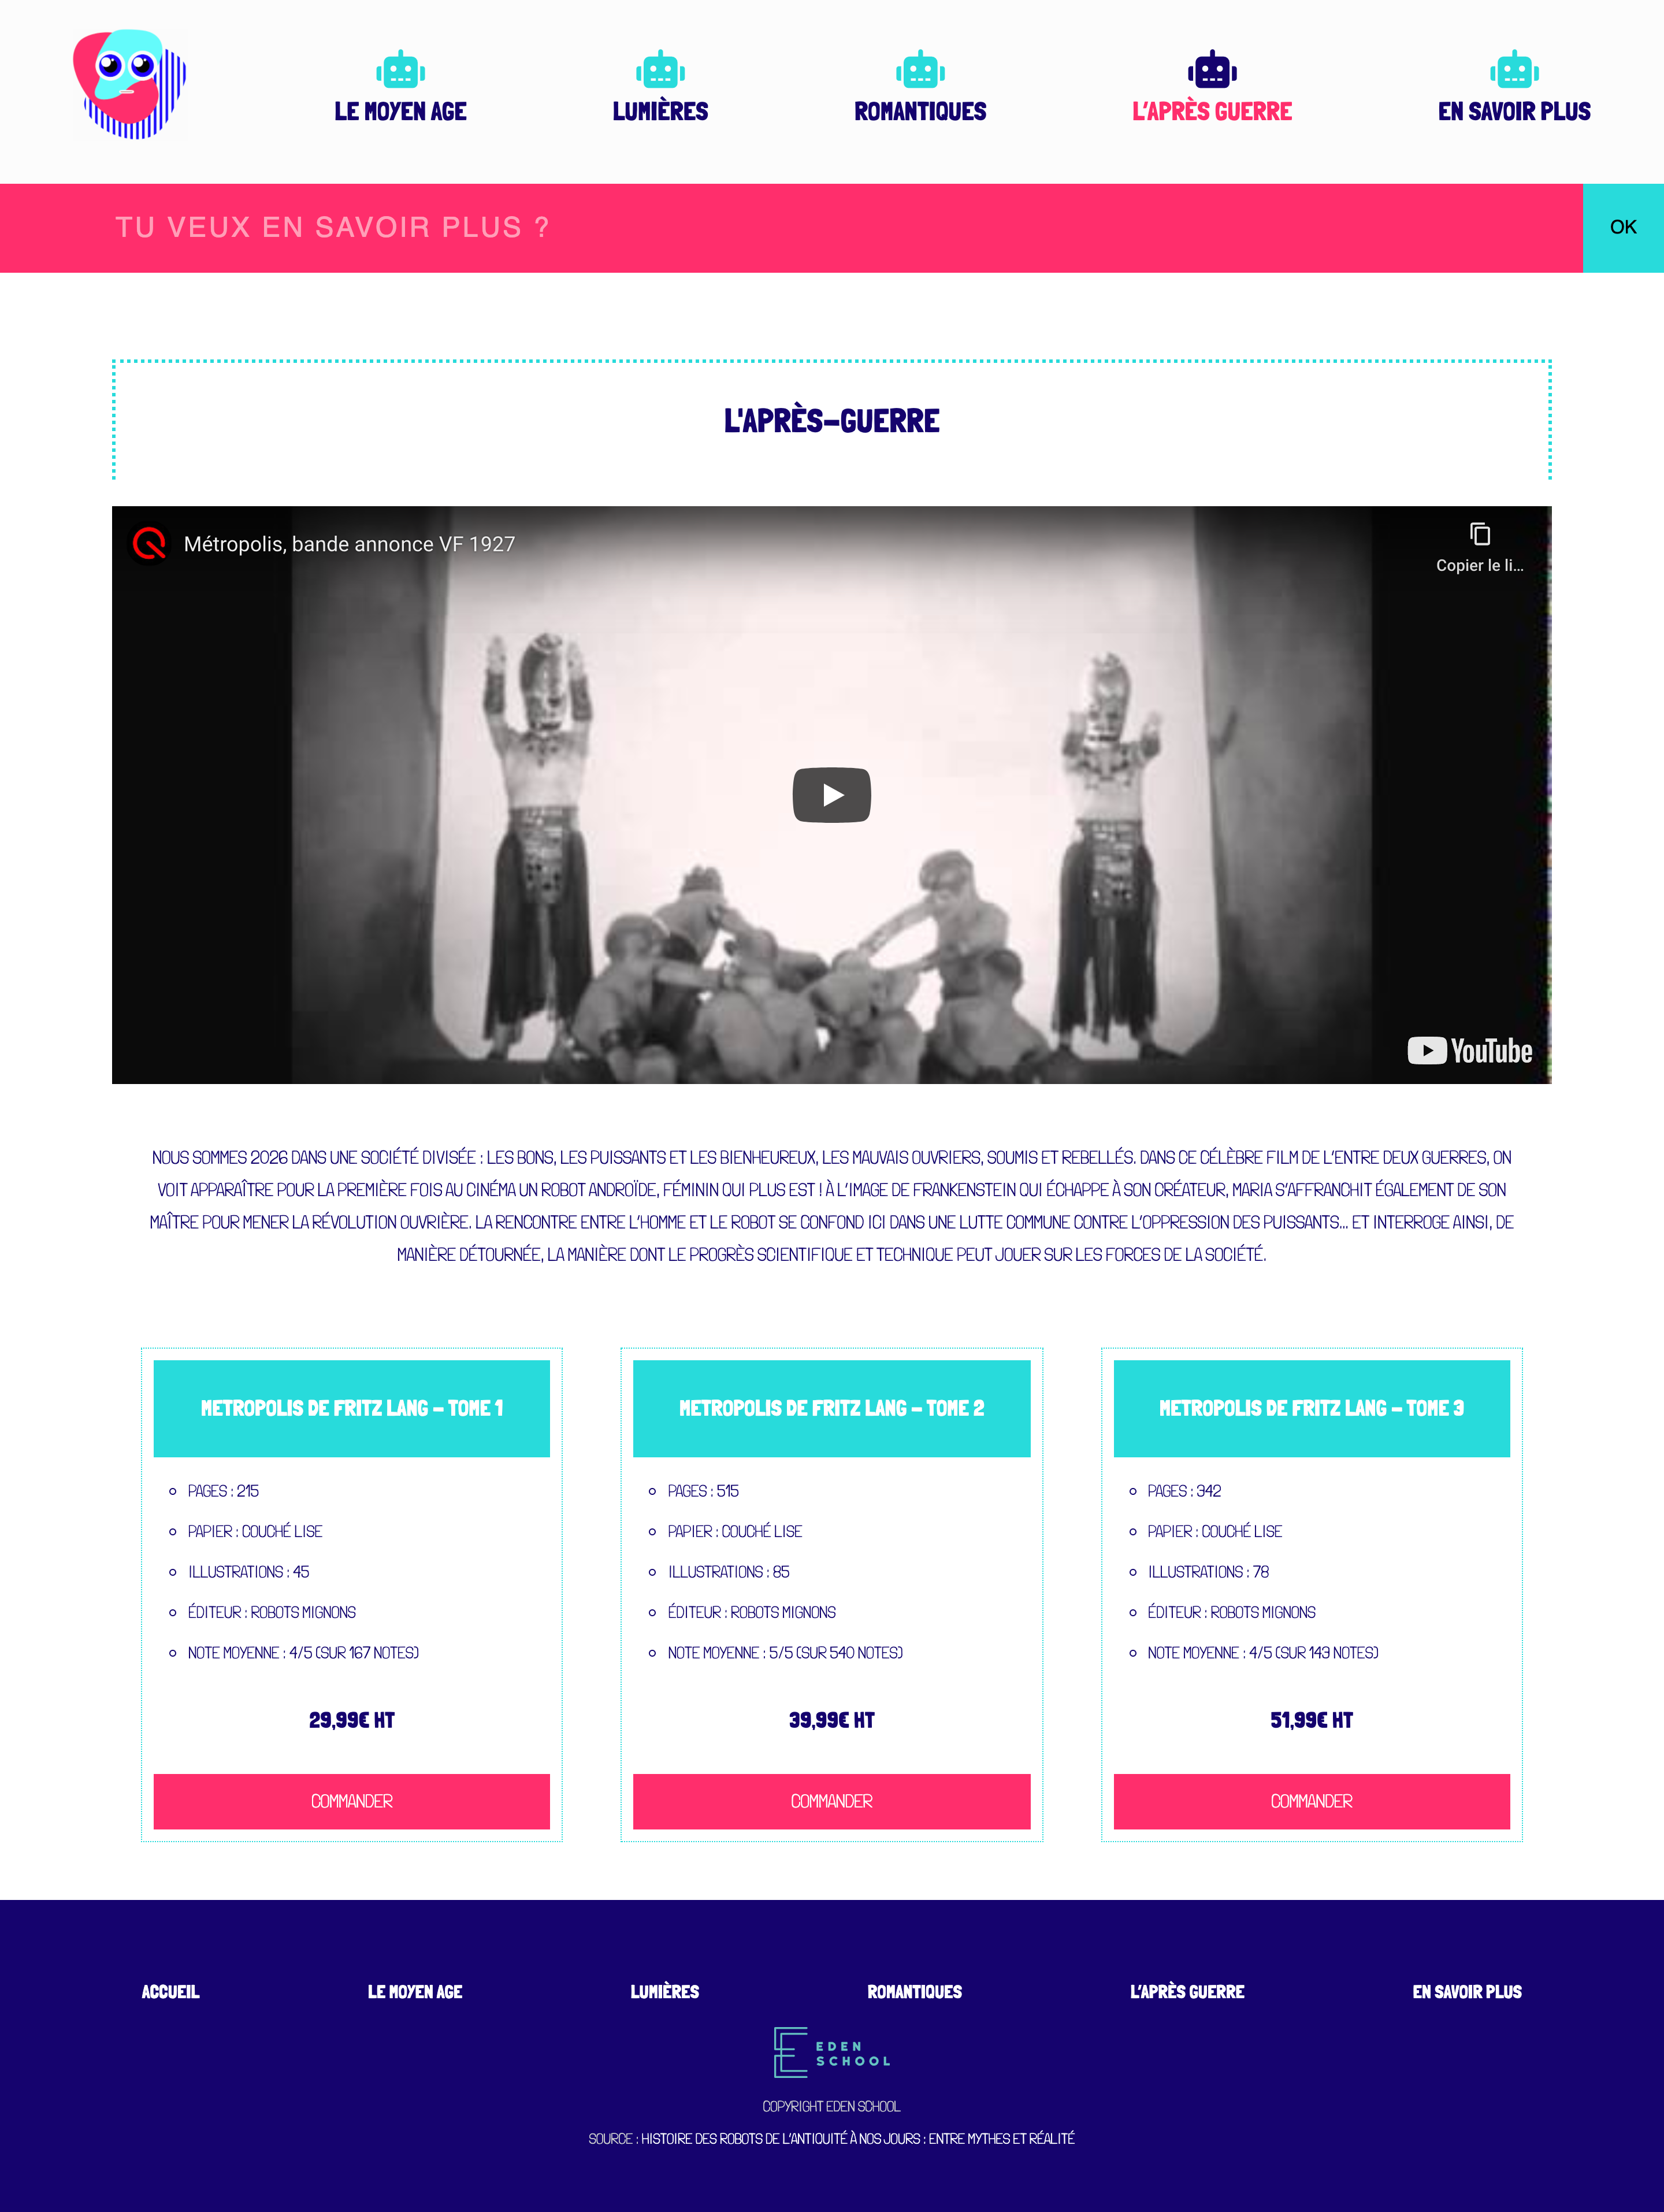 LE MOYEN AGE
LUMIÈRES
ROMANTIQUES
L'APRÈS GUERRE
EN SAVOIR PLUS
TU VEUX EN SAVOIR PLUS ?
OK
L'APRÈS-GUERRE
Métropolis, bande annonce VF 1927
Copier le li...
YouTube
NOUS SOMMES 2026 DANS UNE SOCIÉTÉ DIVISÉE : LES BONS, LES PUISSANTS ET LES BIENHEUREUX, LES MAUVAIS OUVRIERS, SOUMIS ET REBELLÉS. DANS CE CÉLÈBRE FILM DE L'ENTRE DEUX GUERRES, ON
VOIT APPARAÎTRE POUR LA PREMIÈRE FOIS AU CINÉMA UN ROBOT ANDROÏDE, FÉMININ QUI PLUS EST ! À L'IMAGE DE FRANKENSTEIN QUI ÉCHAPPE À SON CRÉATEUR, MARIA S'AFFRANCHIT ÉGALEMENT DE SON
MAÎTRE POUR MENER LA RÉVOLUTION OUVRIÈRE. LA RENCONTRE ENTRE L'HOMME ET LE ROBOT SE CONFOND ICI DANS UNE LUTTE COMMUNE CONTRE L'OPPRESSION DES PUISSANTS... ET INTERROGE AINSI, DE
MANIÈRE DÉTOURNÉE, LA MANIÈRE DONT LE PROGRÈS SCIENTIFIQUE ET TECHNIQUE PEUT JOUER SUR LES FORCES DE LA SOCIÉTÉ.
METROPOLIS DE FRITZ LANG - TOME 1
PAGES : 215
PAPIER : COUCHÉ LISE
ILLUSTRATIONS : 45
ÉDITEUR : ROBOTS MIGNONS
NOTE MOYENNE : 4/5 (SUR 167 NOTES)
29,99€ HT
COMMANDER
METROPOLIS DE FRITZ LANG - TOME 2
PAGES : 515
PAPIER : COUCHÉ LISE
ILLUSTRATIONS : 85
ÉDITEUR : ROBOTS MIGNONS
NOTE MOYENNE : 5/5 (SUR 540 NOTES)
39,99€ HT
COMMANDER
METROPOLIS DE FRITZ LANG - TOME 3
PAGES : 342
PAPIER : COUCHÉ LISE
ILLUSTRATIONS : 78
ÉDITEUR : ROBOTS MIGNONS
NOTE MOYENNE : 4/5 (SUR 143 NOTES)
51,99€ HT
COMMANDER
ACCUEIL
LE MOYEN AGE
LUMIÈRES
ROMANTIQUES
L'APRÈS GUERRE
EN SAVOIR PLUS
EDEN
SCHOOL
COPYRIGHT EDEN SCHOOL
SOURCE : HISTOIRE DES ROBOTS DE L'ANTIQUITÉ À NOS JOURS : ENTRE MYTHES ET RÉALITÉ